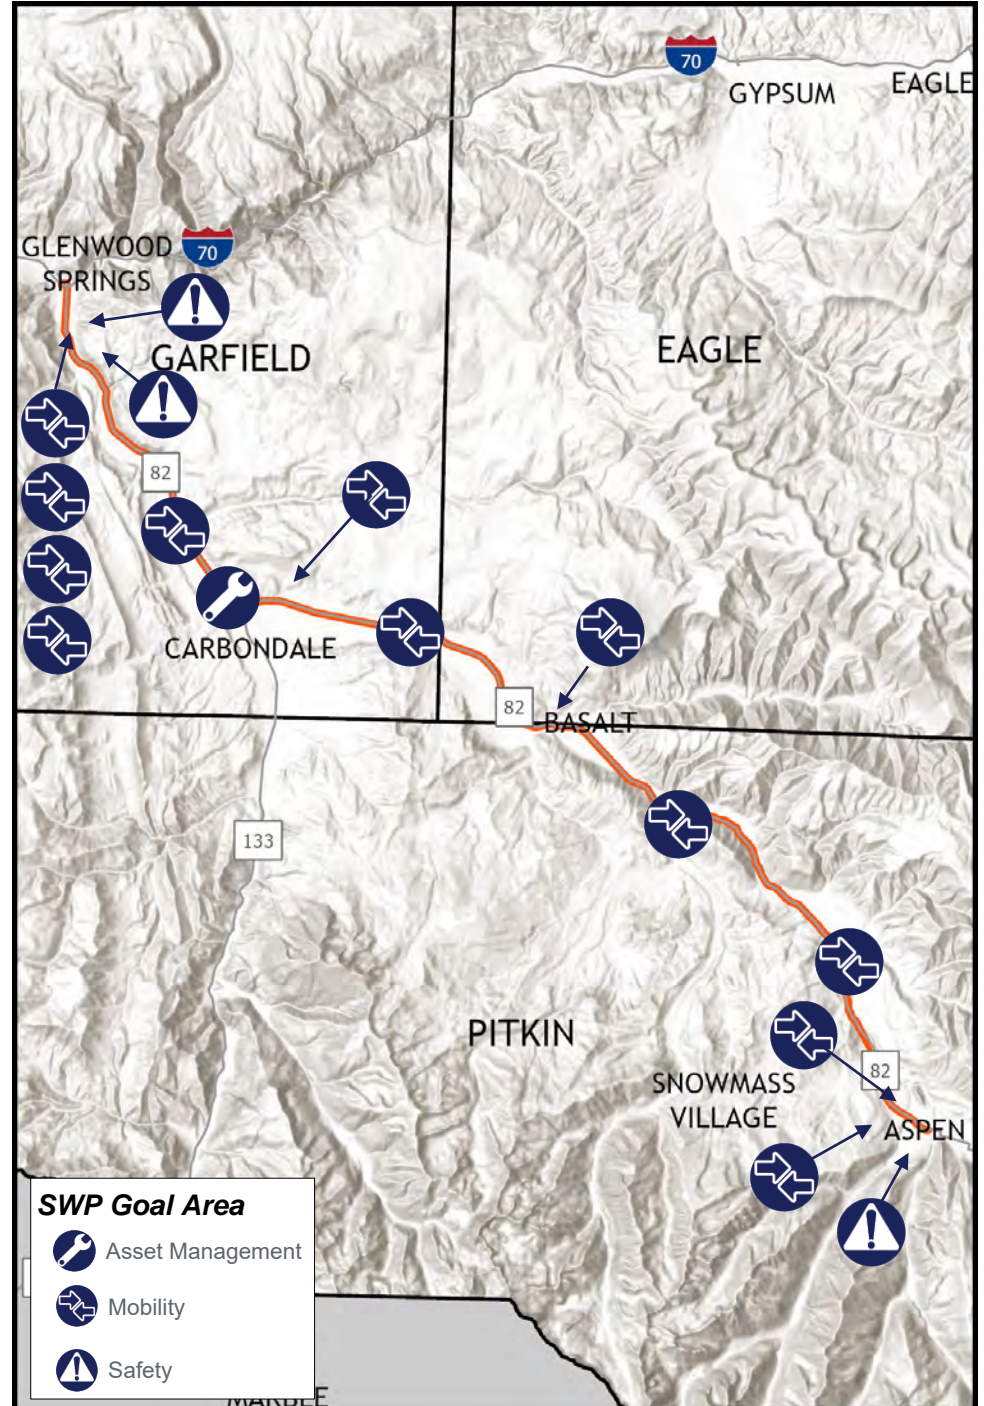 70
GYPSUM
EAGLE
GLENWOOD
SPRINGS
70
GARFIELD
EAGLE
82
CARBONDALE
82
BASALT
133
PITKIN
82
SNOWMASS
VILLAGE
ASPEN
SWP Goal Area
Asset Management
Mobility
Safety
MARBLE